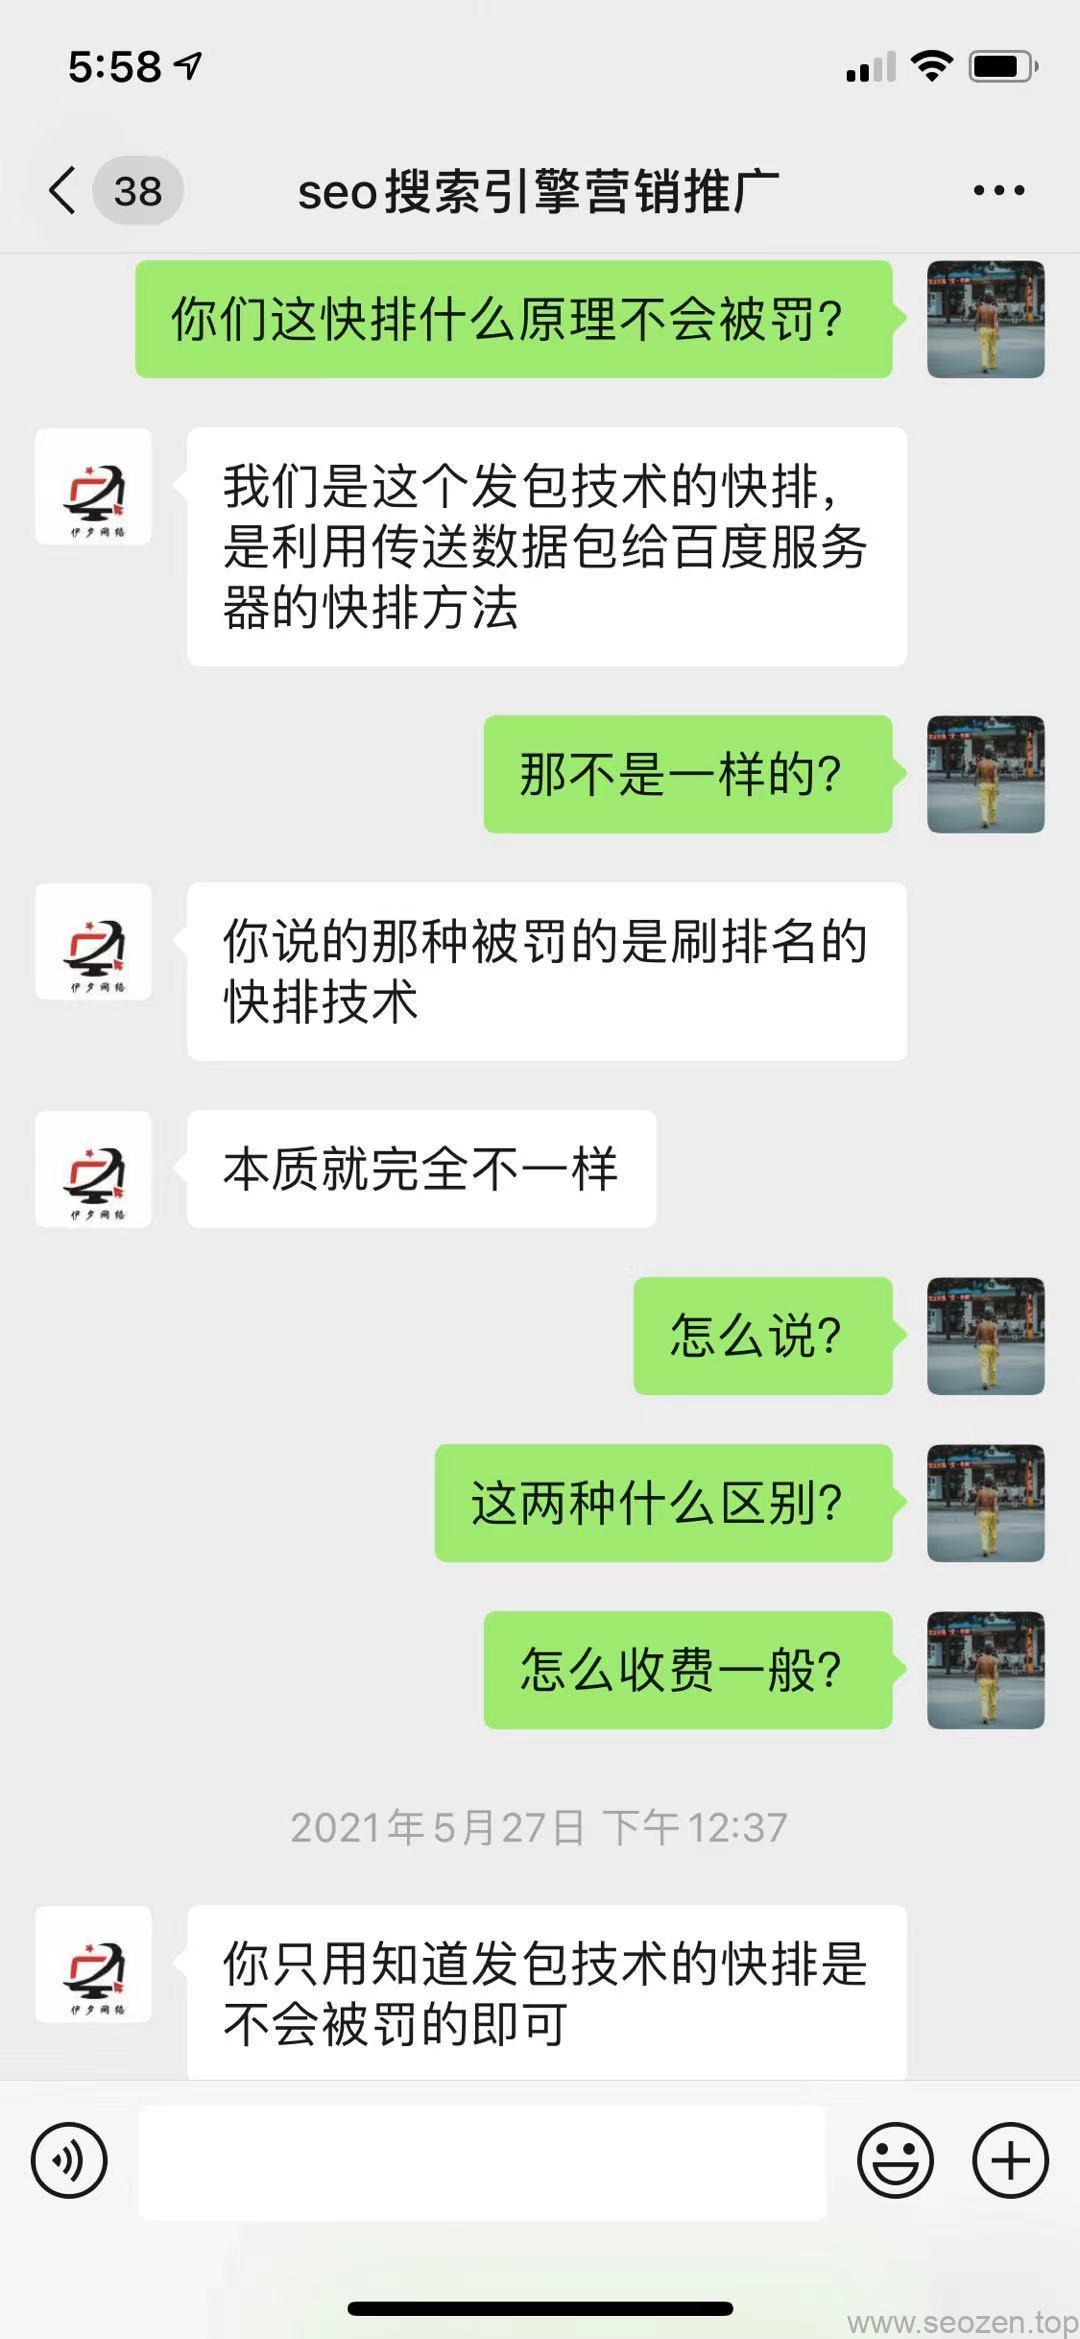 5:58
38
seo搜索引擎营销推广
你们这快排什么原理不会被罚?
我们是这个发包技术的快排,
是利用传送数据包给百度服务
器的快排方法
伊夕网络
那不是一样的?
你说的那种被罚的是刷排名的
快排技术
伊夕网络
本质就完全不一样
伊夕网络
怎么说?
这两种什么区别?
怎么收费一般?
2021年5月27日 下午12:37
你只用知道发包技术的快排是
不会被罚的即可
伊夕网络
www.seozen.top